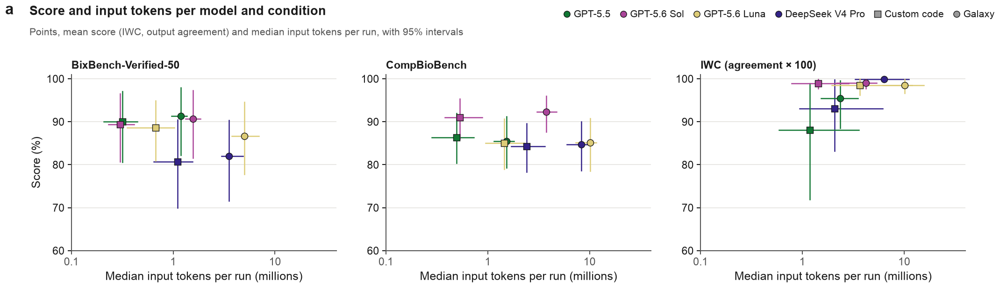 a Score and input tokens per model and condition
GPT-5.5 GPT-5.6 Sol GPT-5.6 Luna DeepSeek V4 Pro Custom code Galaxy
Points, mean score (IWC, output agreement) and median input tokens per run, with 95% intervals
BixBench-Verified-50
Score (%)
100
90
80
70
60
0.1 1 10
Median input tokens per run (millions)
CompBioBench
100
90
80
70
60
0.1 1 10
Median input tokens per run (millions)
IWC (agreement × 100)
100
90
80
70
60
0.1 1 10
Median input tokens per run (millions)